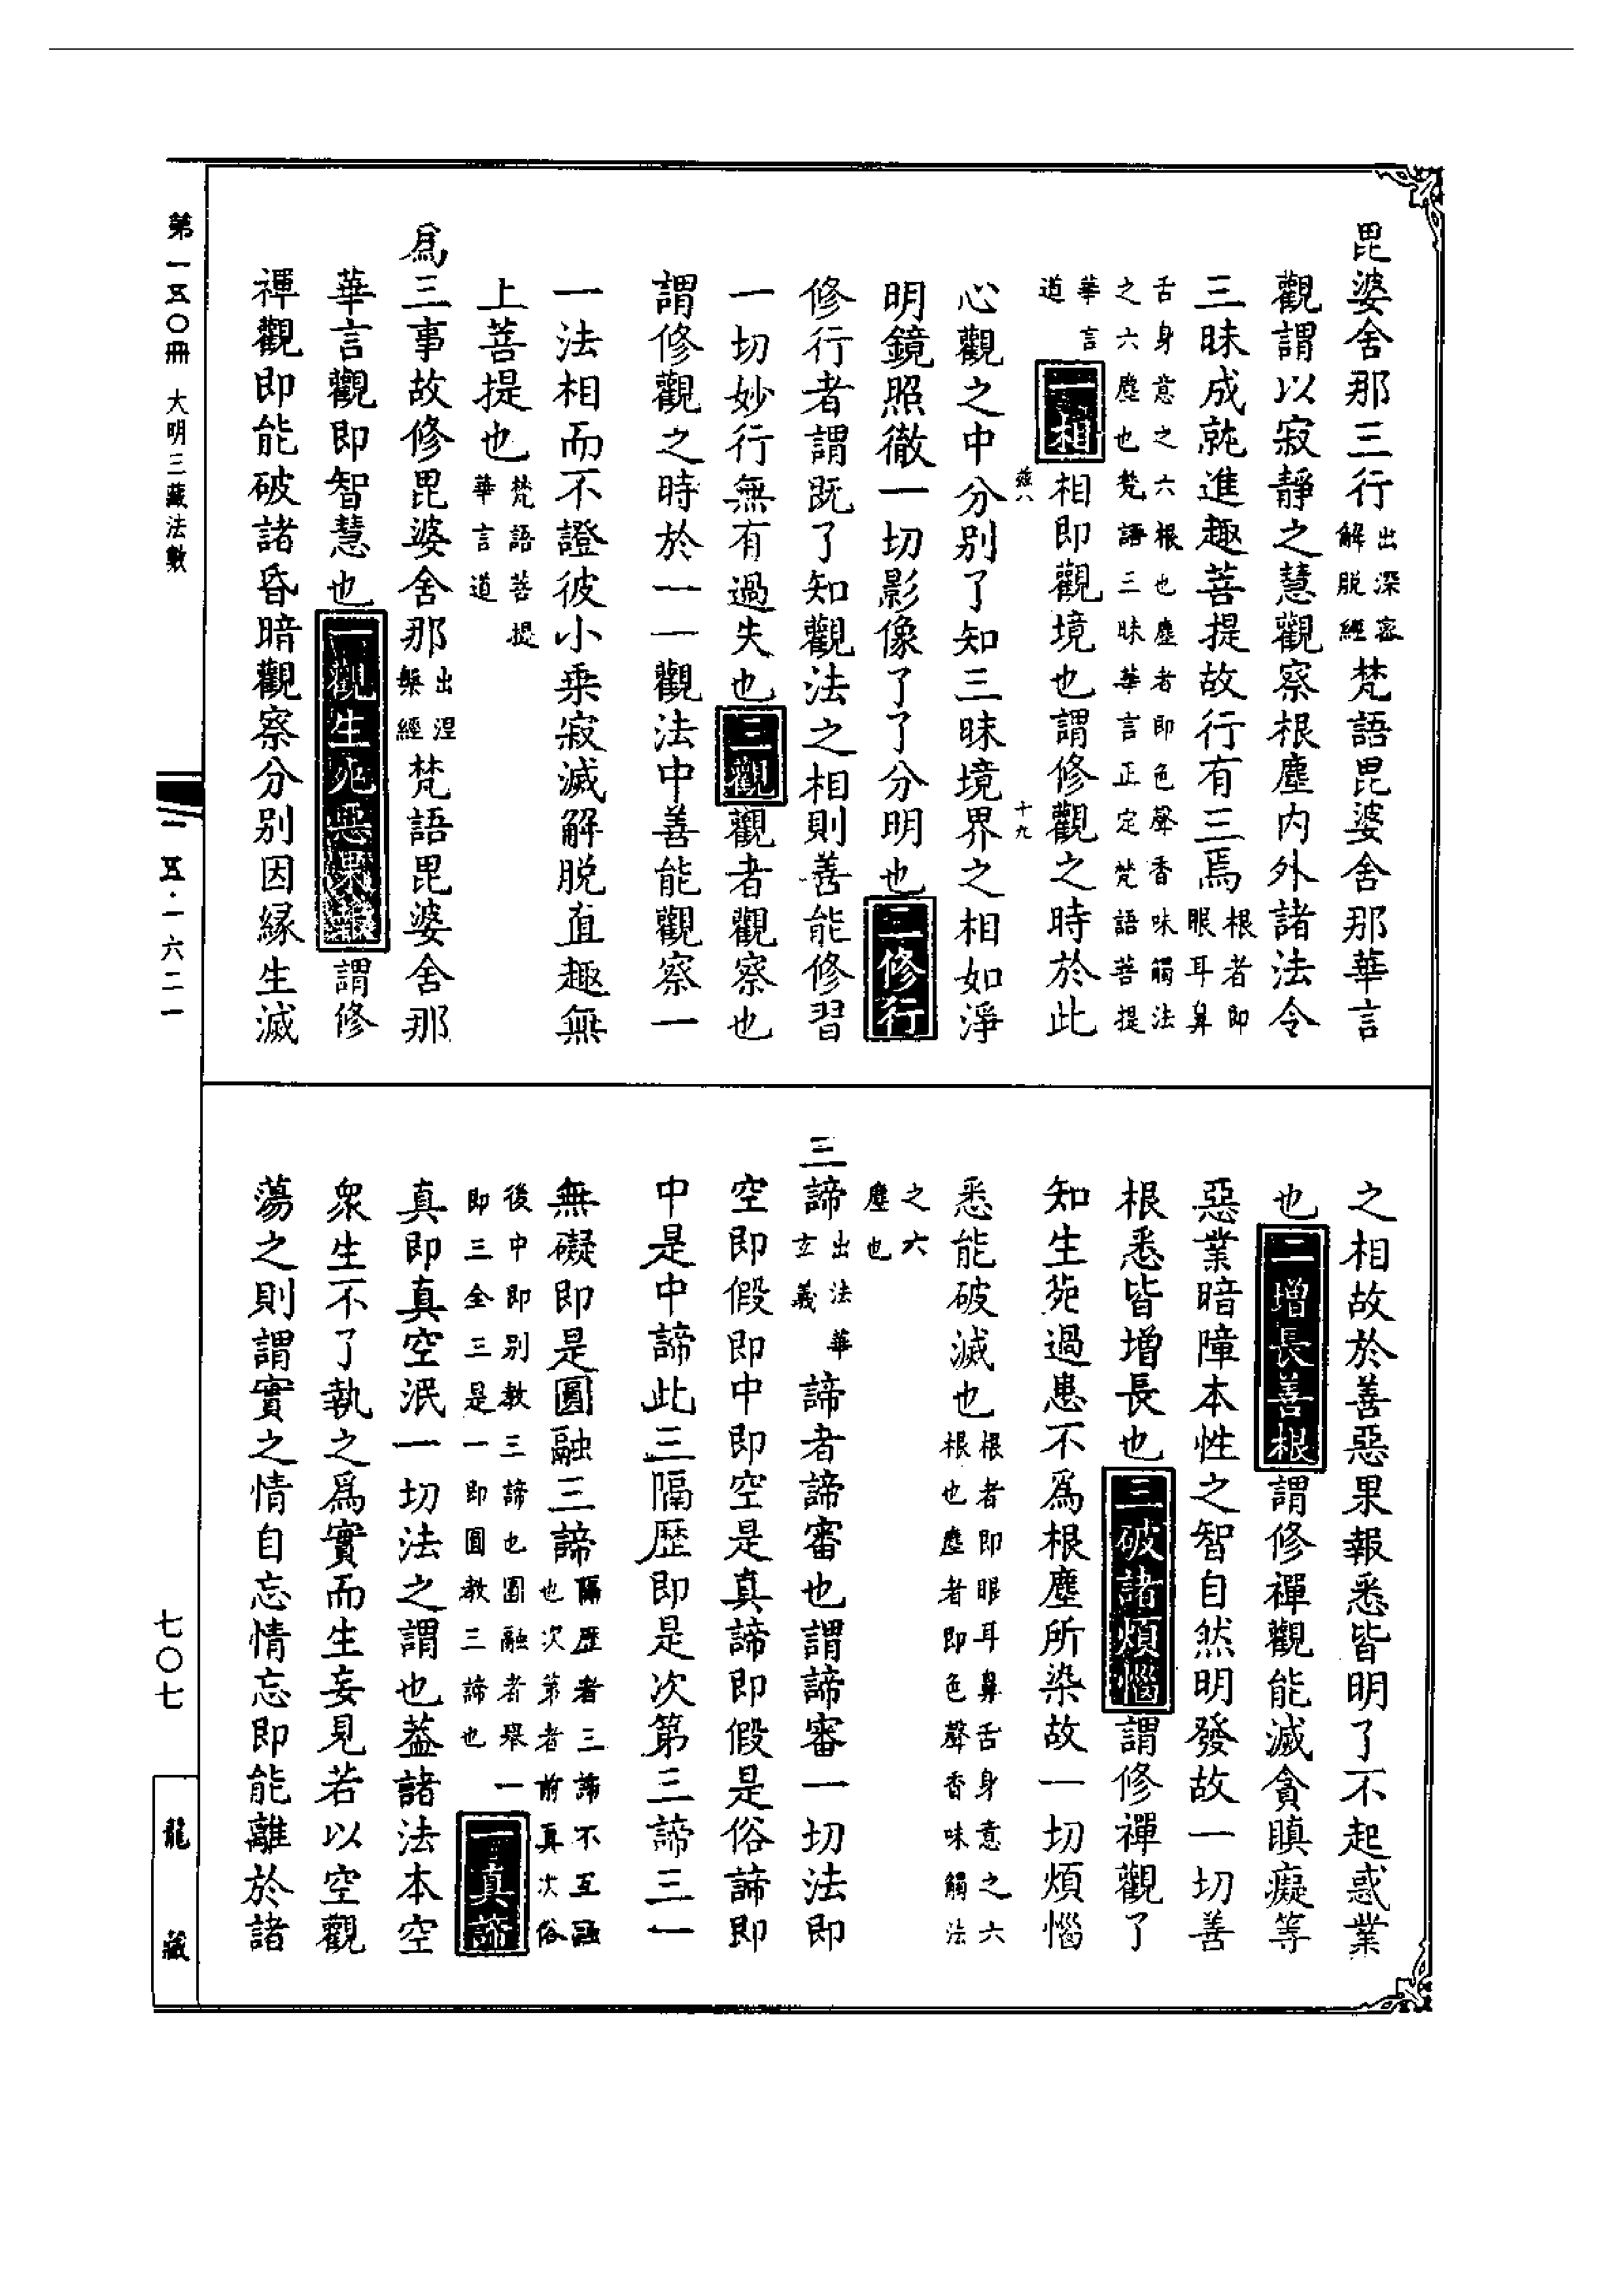 毘婆舍那三行出深密解脱經梵語毘婆舍那華言
觀謂以寂靜之慧觀察根塵内外諸法令
三昧成就進趣菩提故行有三焉根者即眼耳鼻
舌身意之六根也塵者即色聲香味觸法之六塵也梵語三昧華言正定梵語菩提
華言道一相相即觀境也謂修觀之時於此
心觀之中分别了知三昧境界之相如淨
明鏡照徹一切影像了了分明也二修行
修行者謂既了知觀法之相則善能修習
一切妙行無有過失也三觀觀者觀察也
謂修觀之時於一一觀法中善能觀察一
一法相而不證彼小乘寂滅解脱直趣無
上菩提也梵語菩提華言道
爲三事故修毘婆舍那出涅槃經梵語毘婆舍那
華言觀即智慧也一觀生死惡果報謂修
禪觀即能破諸昏暗觀察分别因緣生滅
之相故於善惡果報悉皆明了不起惑業
也二增長善根謂修禪觀能滅貪瞋癡等
惡業暗障本性之智自然明發故一切善
根悉皆增長也三破諸煩惱謂修禪觀了
知生死過患不爲根塵所染故一切煩惱
悉能破滅也根者即眼耳鼻舌身意之六根也塵者即色聲香味觸法
之六塵也
三諦出法華玄義諦者諦審也謂諦審一切法即
空即假即中即空是真諦即假是俗諦即
中是中諦此三隔歷即是次第三諦三一
無礙即是圓融三諦隔歷者三諦不互融也次第者前真次俗
後中即别教三諦也圓融者舉一即三全三是一即圓教三諦也一真諦
真即真空泯一切法之謂也葢諸法本空
衆生不了執之爲實而生妄見若以空觀
蕩之則謂實之情自忘情忘即能離於諸
第一五〇冊 大明三藏法數
一五·一六二一
七〇七
龍藏
十九